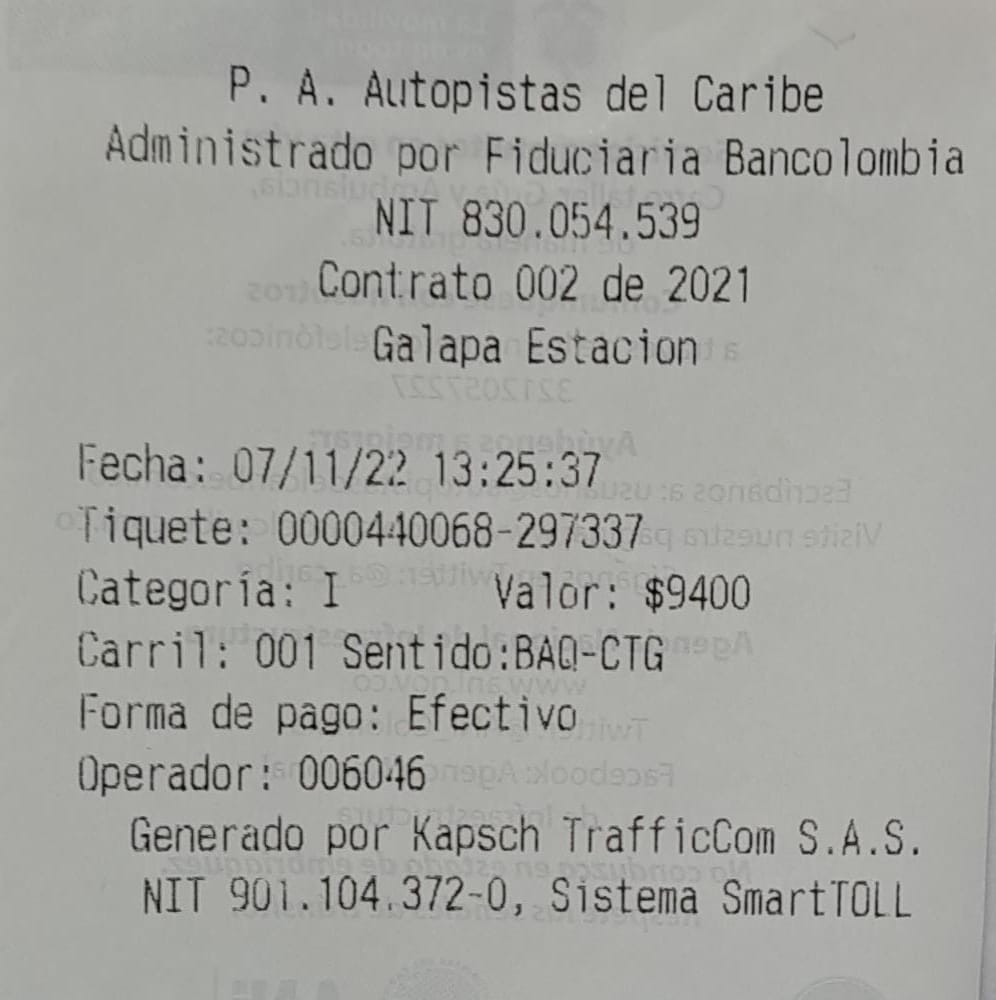 P. A. Autopistas del Caribe
Administrado por Fiduciaria Bancolombia
NIT 830.054.539
Contrato 002 de 2021
Galapa Estacion
Fecha: 07/11/22 13:25:37
Tiquete: 0000440068-297337
Categoría: I Valor: $9400
Carril: 001 Sentido:BAQ-CTG
Forma de pago: Efectivo
Operador: 006046
Generado por Kapsch TrafficCom S.A.S.
NIT 901.104.372-0, Sistema SmartTOLL